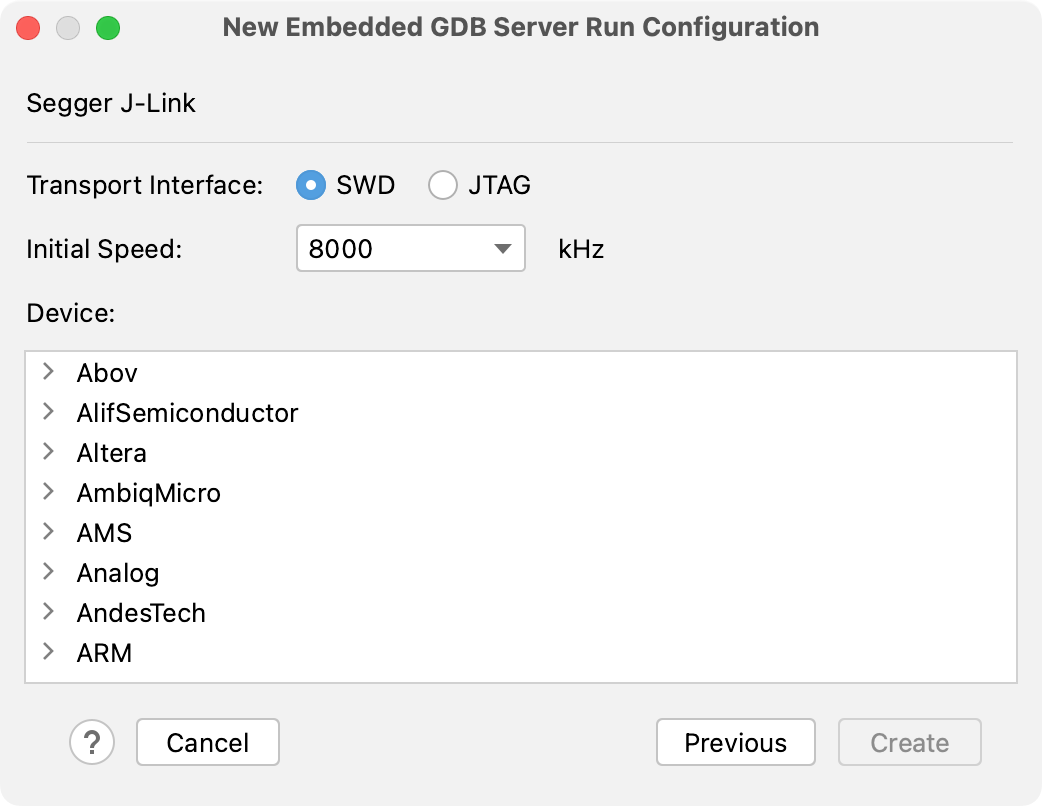 New Embedded GDB Server Run Configuration
Segger J-Link
Transport Interface: SWD JTAG
Initial Speed: 8000 kHz
Device:
Abov
AlifSemiconductor
Altera
AmbiqMicro
AMS
Analog
AndesTech
ARM
? Cancel Previous Create